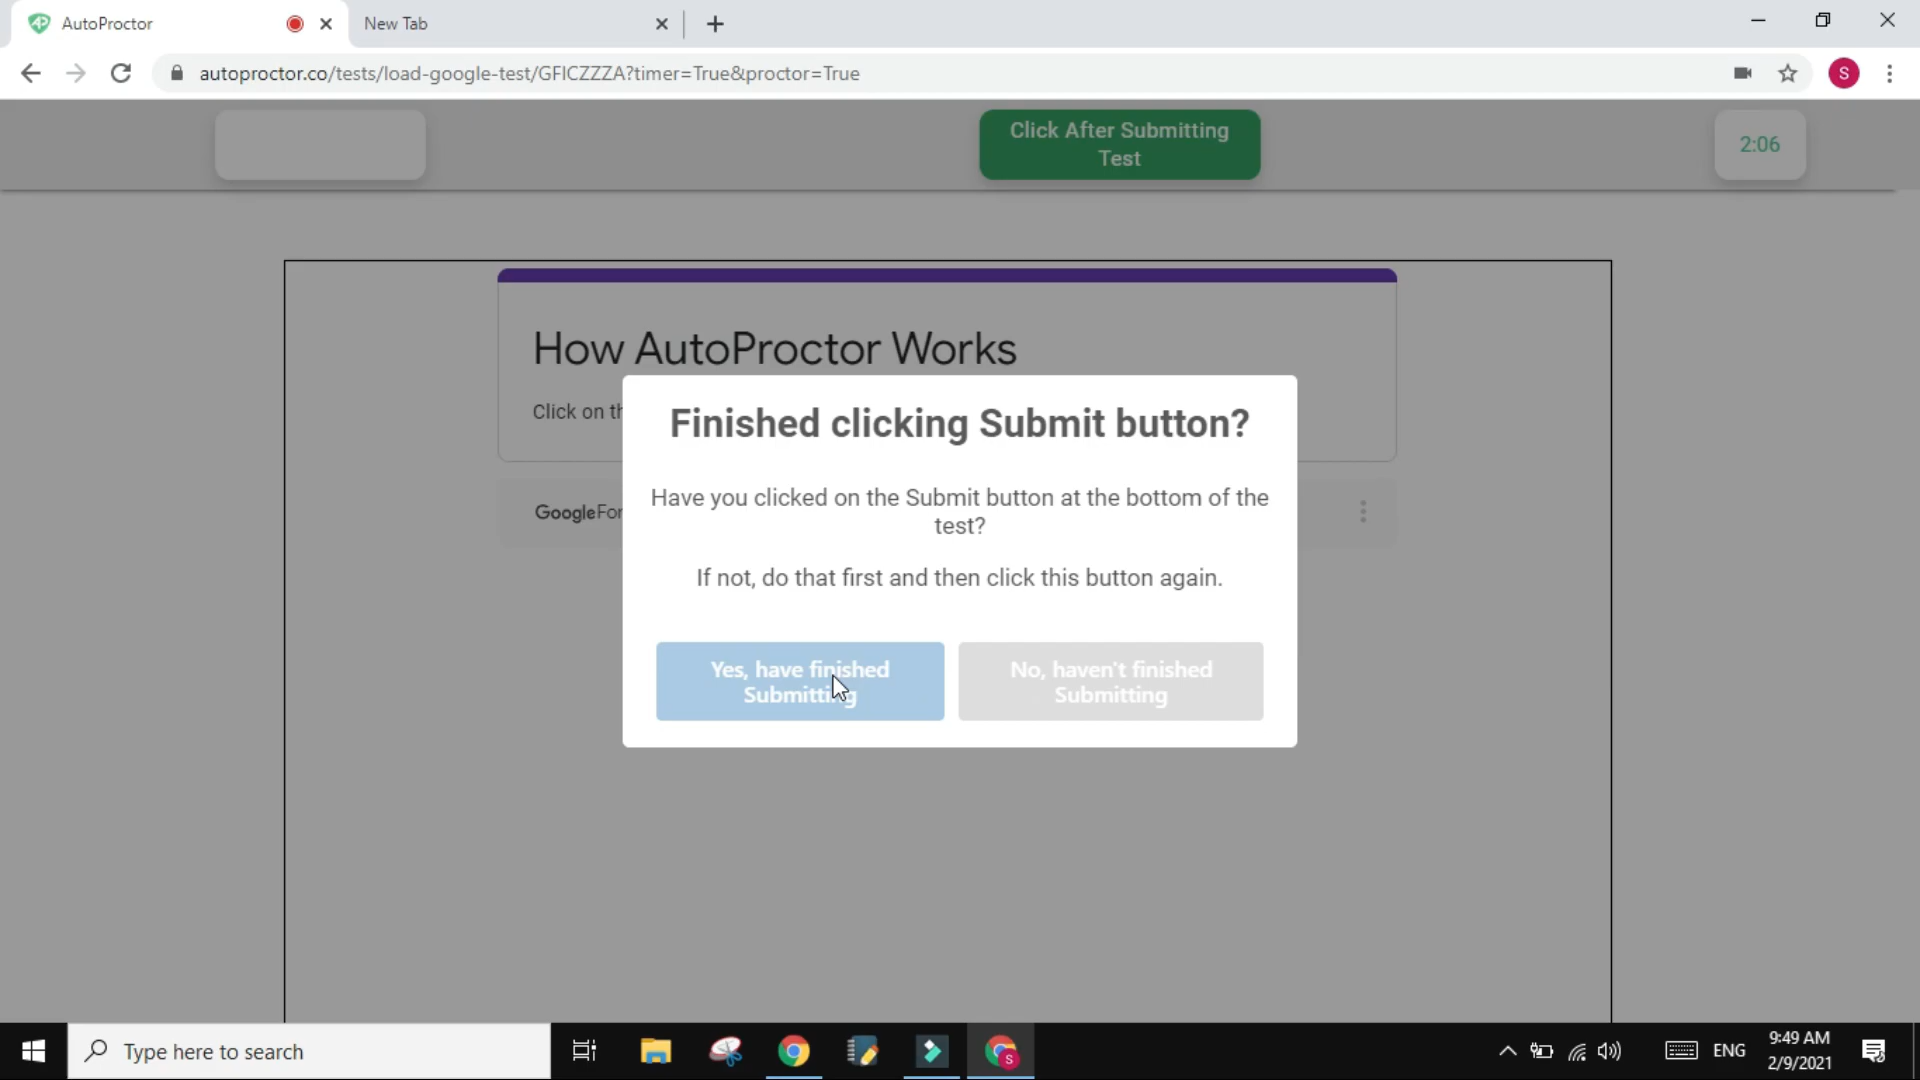 AutoProctor
New Tab
autoproctor.co/tests/load-google-test/GFICZZZA?timer=True&proctor=True
S
Click After Submitting
Test
2:06
How AutoProctor Works
Click on th
Finished clicking Submit button?
Have you clicked on the Submit button at the bottom of the
test?
If not, do that first and then click this button again.
GoogleFor
Yes, have finished
Submitting
No, haven't finished
Submitting
Type here to search
S
ENG
9:49 AM
2/9/2021